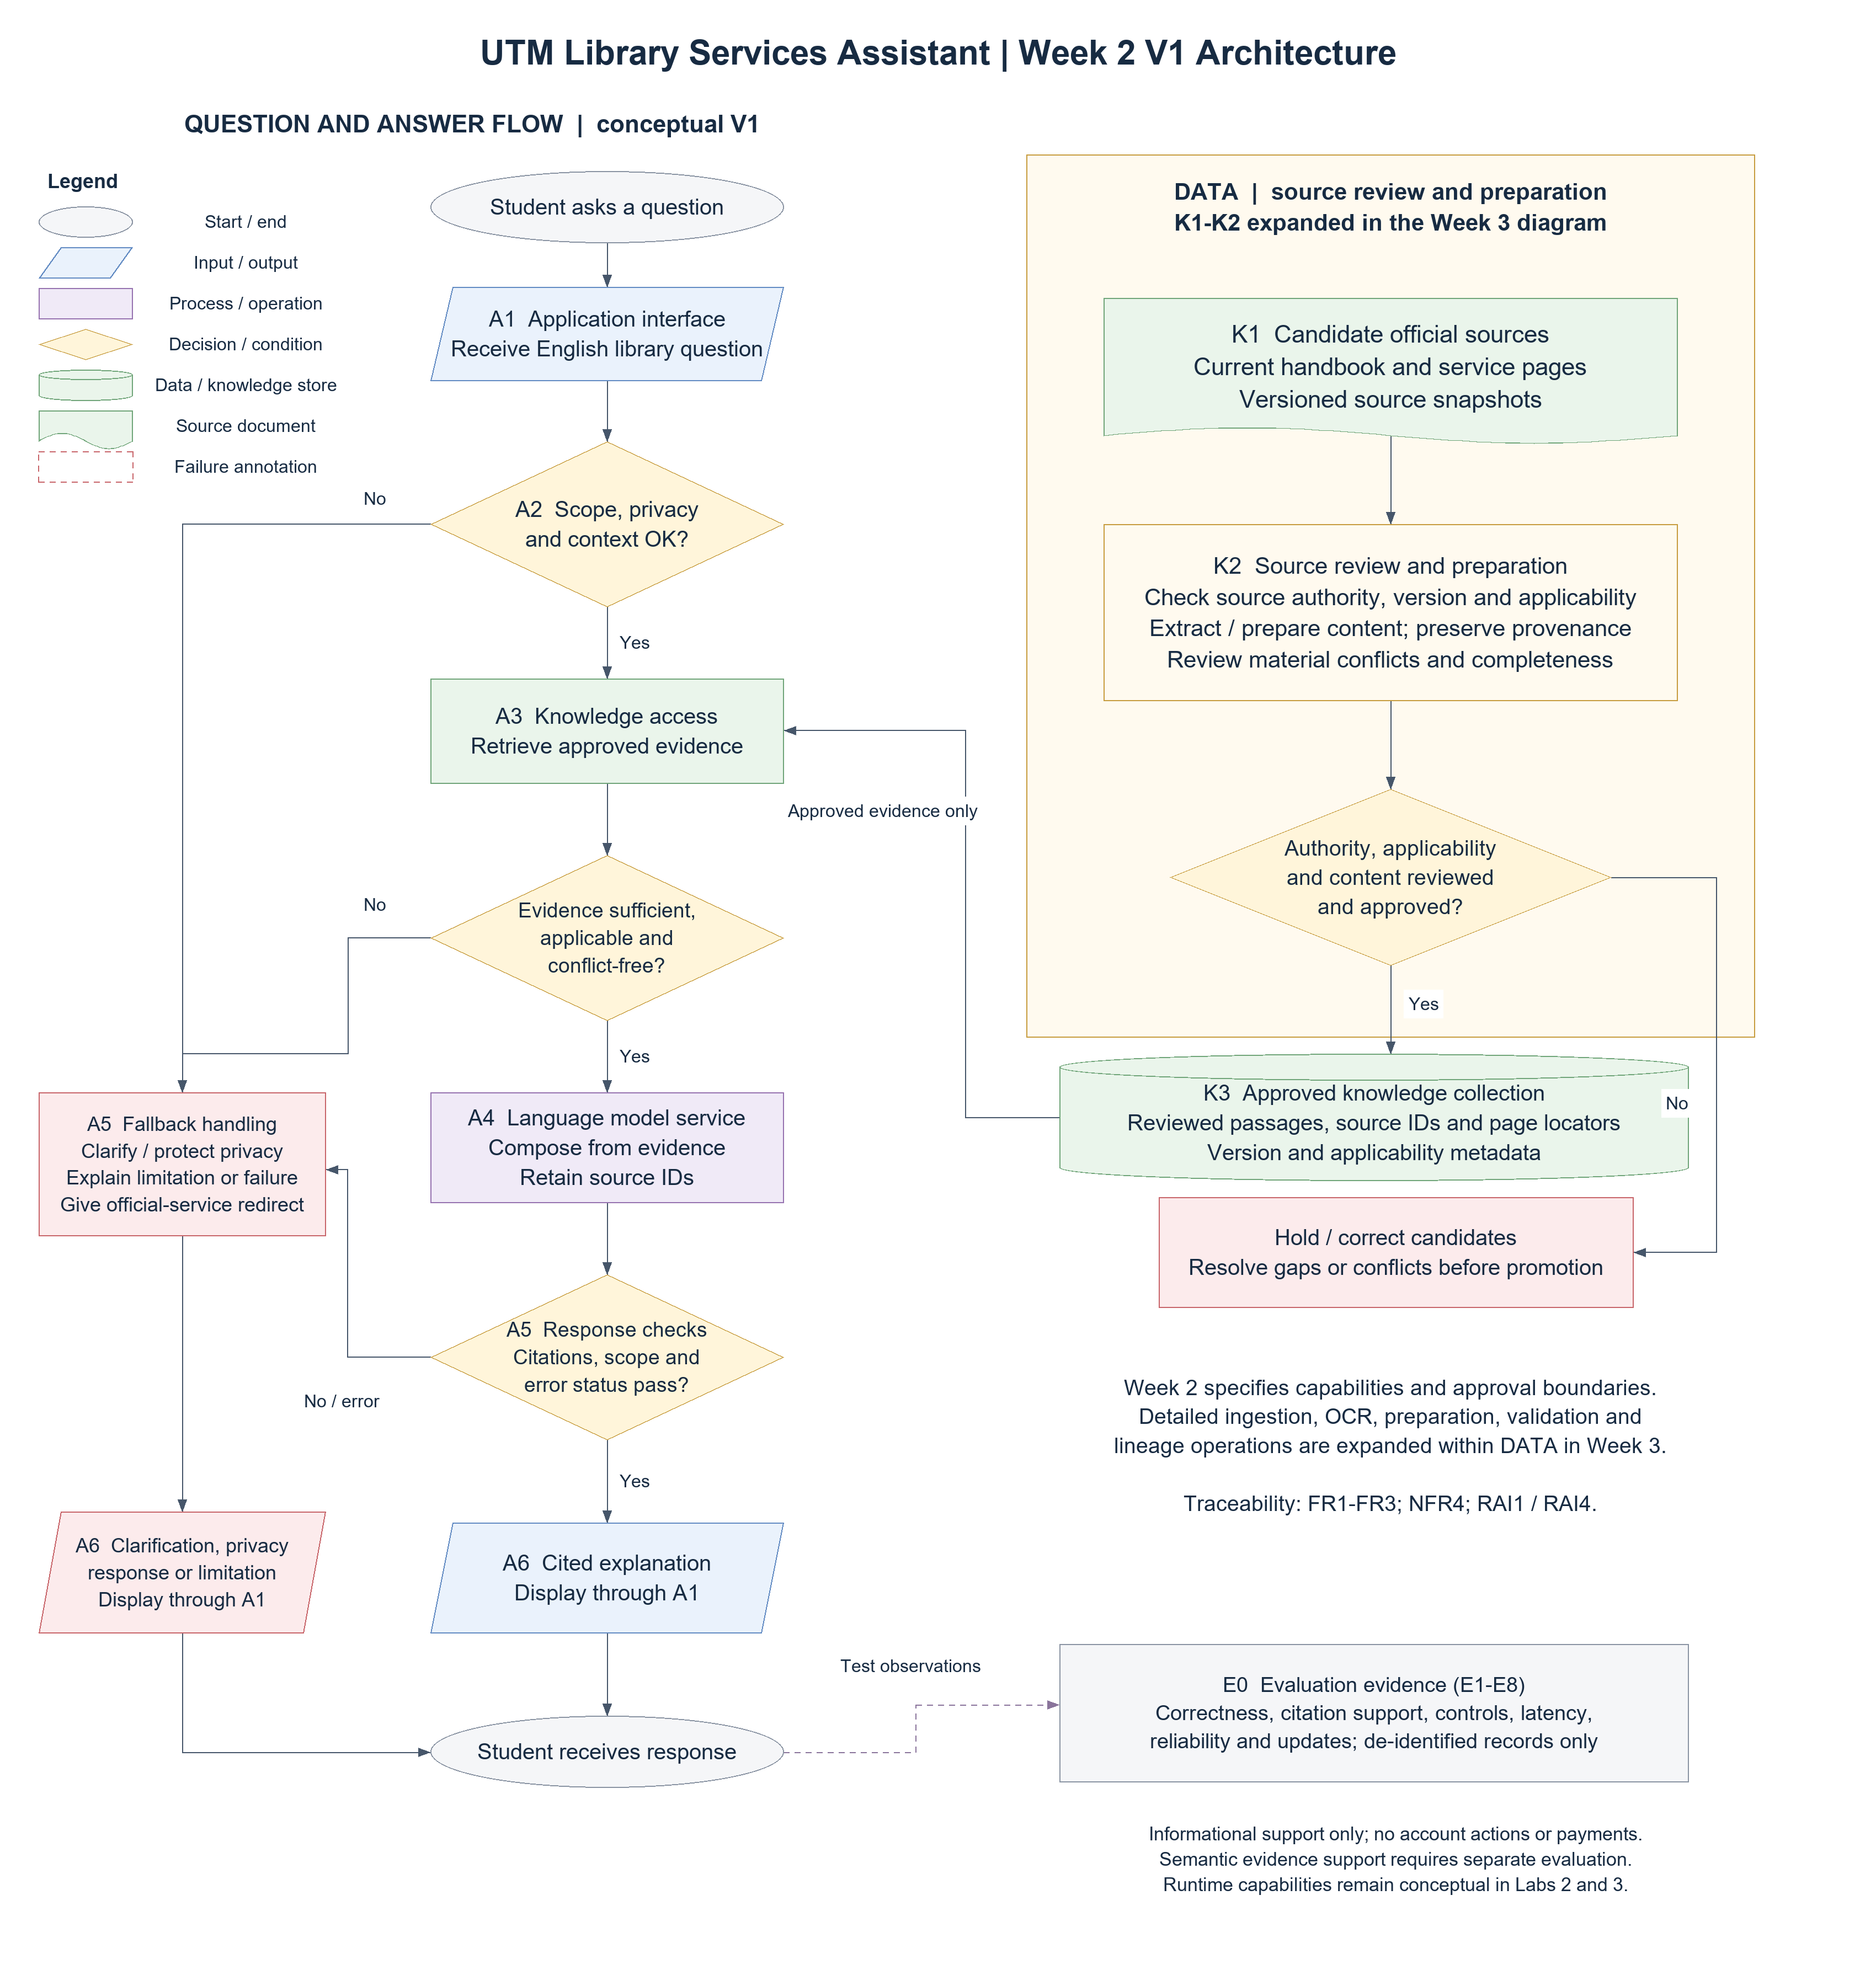 UTM Library Services Assistant | Week 2 V1 Architecture
QUESTION AND ANSWER FLOW | conceptual V1
Legend
Start / end
Input / output
Process / operation
Decision / condition
Data / knowledge store
Source document
Failure annotation
Student asks a question
A1 Application interface
Receive English library question
A2 Scope, privacy
and context OK?
No
Yes
A3 Knowledge access
Retrieve approved evidence
Approved evidence only
Evidence sufficient,
applicable and
conflict-free?
No
Yes
A4 Language model service
Compose from evidence
Retain source IDs
A5 Fallback handling
Clarify / protect privacy
Explain limitation or failure
Give official-service redirect
A5 Response checks
Citations, scope and
error status pass?
No / error
Yes
A6 Clarification, privacy
response or limitation
Display through A1
A6 Cited explanation
Display through A1
Student receives response
Test observations
DATA | source review and preparation
K1-K2 expanded in the Week 3 diagram
K1 Candidate official sources
Current handbook and service pages
Versioned source snapshots
K2 Source review and preparation
Check source authority, version and applicability
Extract / prepare content; preserve provenance
Review material conflicts and completeness
Authority, applicability
and content reviewed
and approved?
Yes
No
K3 Approved knowledge collection
Reviewed passages, source IDs and page locators
Version and applicability metadata
Hold / correct candidates
Resolve gaps or conflicts before promotion
Week 2 specifies capabilities and approval boundaries.
Detailed ingestion, OCR, preparation, validation and
lineage operations are expanded within DATA in Week 3.
Traceability: FR1-FR3; NFR4; RAI1 / RAI4.
E0 Evaluation evidence (E1-E8)
Correctness, citation support, controls, latency,
reliability and updates; de-identified records only
Informational support only; no account actions or payments.
Semantic evidence support requires separate evaluation.
Runtime capabilities remain conceptual in Labs 2 and 3.